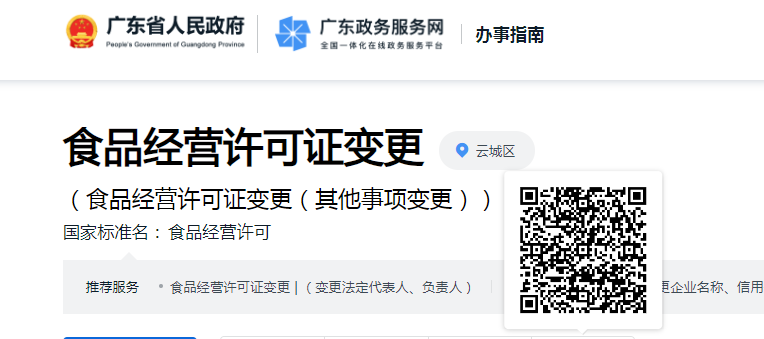 广东省人民政府 广东政务服务网 办事指南
People's Government of Guangdong Province 全国一体化在线政务服务平台
食品经营许可证变更 云城区
（食品经营许可证变更（其他事项变更））
国家标准名： 食品经营许可
推荐服务 食品经营许可证变更 | （变更法定代表人、负责人） 更企业名称、信用